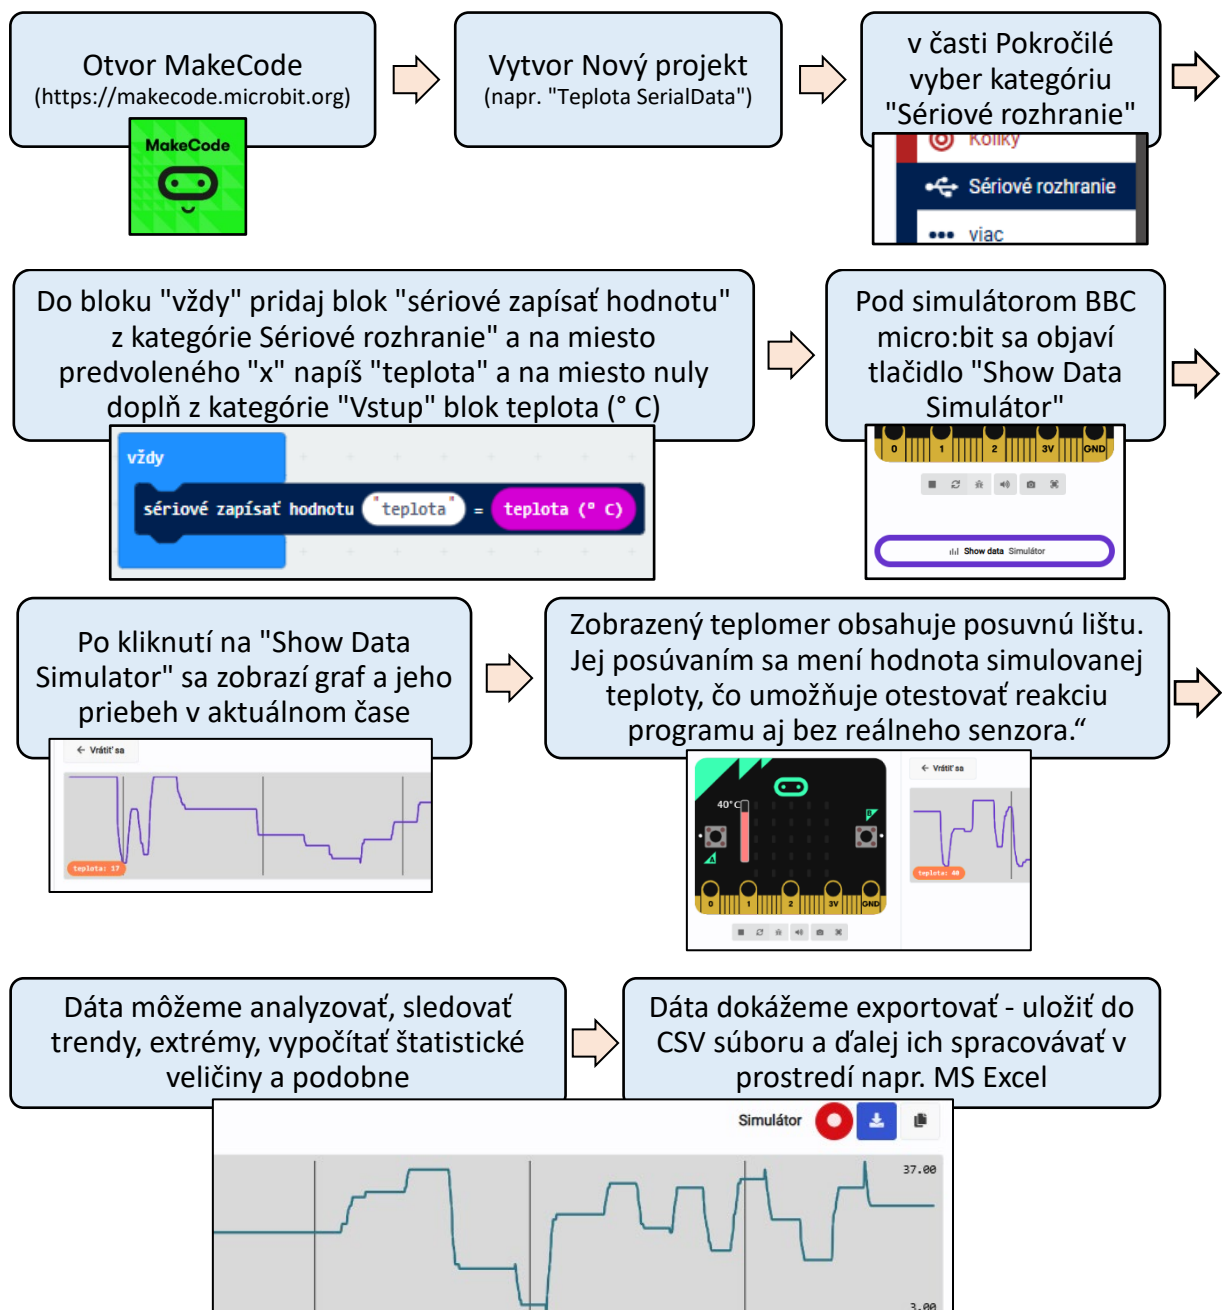 Otvor MakeCode
(https://makecode.microbit.org)
MakeCode
Vytvor Nový projekt
(napr. "Teplota SerialData")
v časti Pokročilé
vyber kategóriu
"Sériové rozhranie"
Kolíky
Sériové rozhranie
viac
Do bloku "vždy" pridaj blok "sériové zapísať hodnotu"
z kategórie Sériové rozhranie" a na miesto
predvoleného "x" napíš "teplota" a na miesto nuly
doplň z kategórie "Vstup" blok teplota (° C)
vždy
sériové zapísať hodnotu "teplota" = teplota (° C)
Pod simulátorom BBC
micro:bit sa objaví
tlačidlo "Show Data
Simulátor"
0 1 2 3V GND
Show data Simulátor
Po kliknutí na "Show Data
Simulator" sa zobrazí graf a jeho
priebeh v aktuálnom čase
Vrátiť sa
teplota: 17
Zobrazený teplomer obsahuje posuvnú lištu.
Jej posúvaním sa mení hodnota simulovanej
teploty, čo umožňuje otestovať reakciu
programu aj bez reálneho senzora.“
40°C
B
A
0 1 2 3V GND
Vrátiť sa
teplota: 40
Dáta môžeme analyzovať, sledovať
trendy, extrémy, vypočítať štatistické
veličiny a podobne
Dáta dokážeme exportovať - uložiť do
CSV súboru a ďalej ich spracovávať v
prostredí napr. MS Excel
Simulátor
37.00
3.00